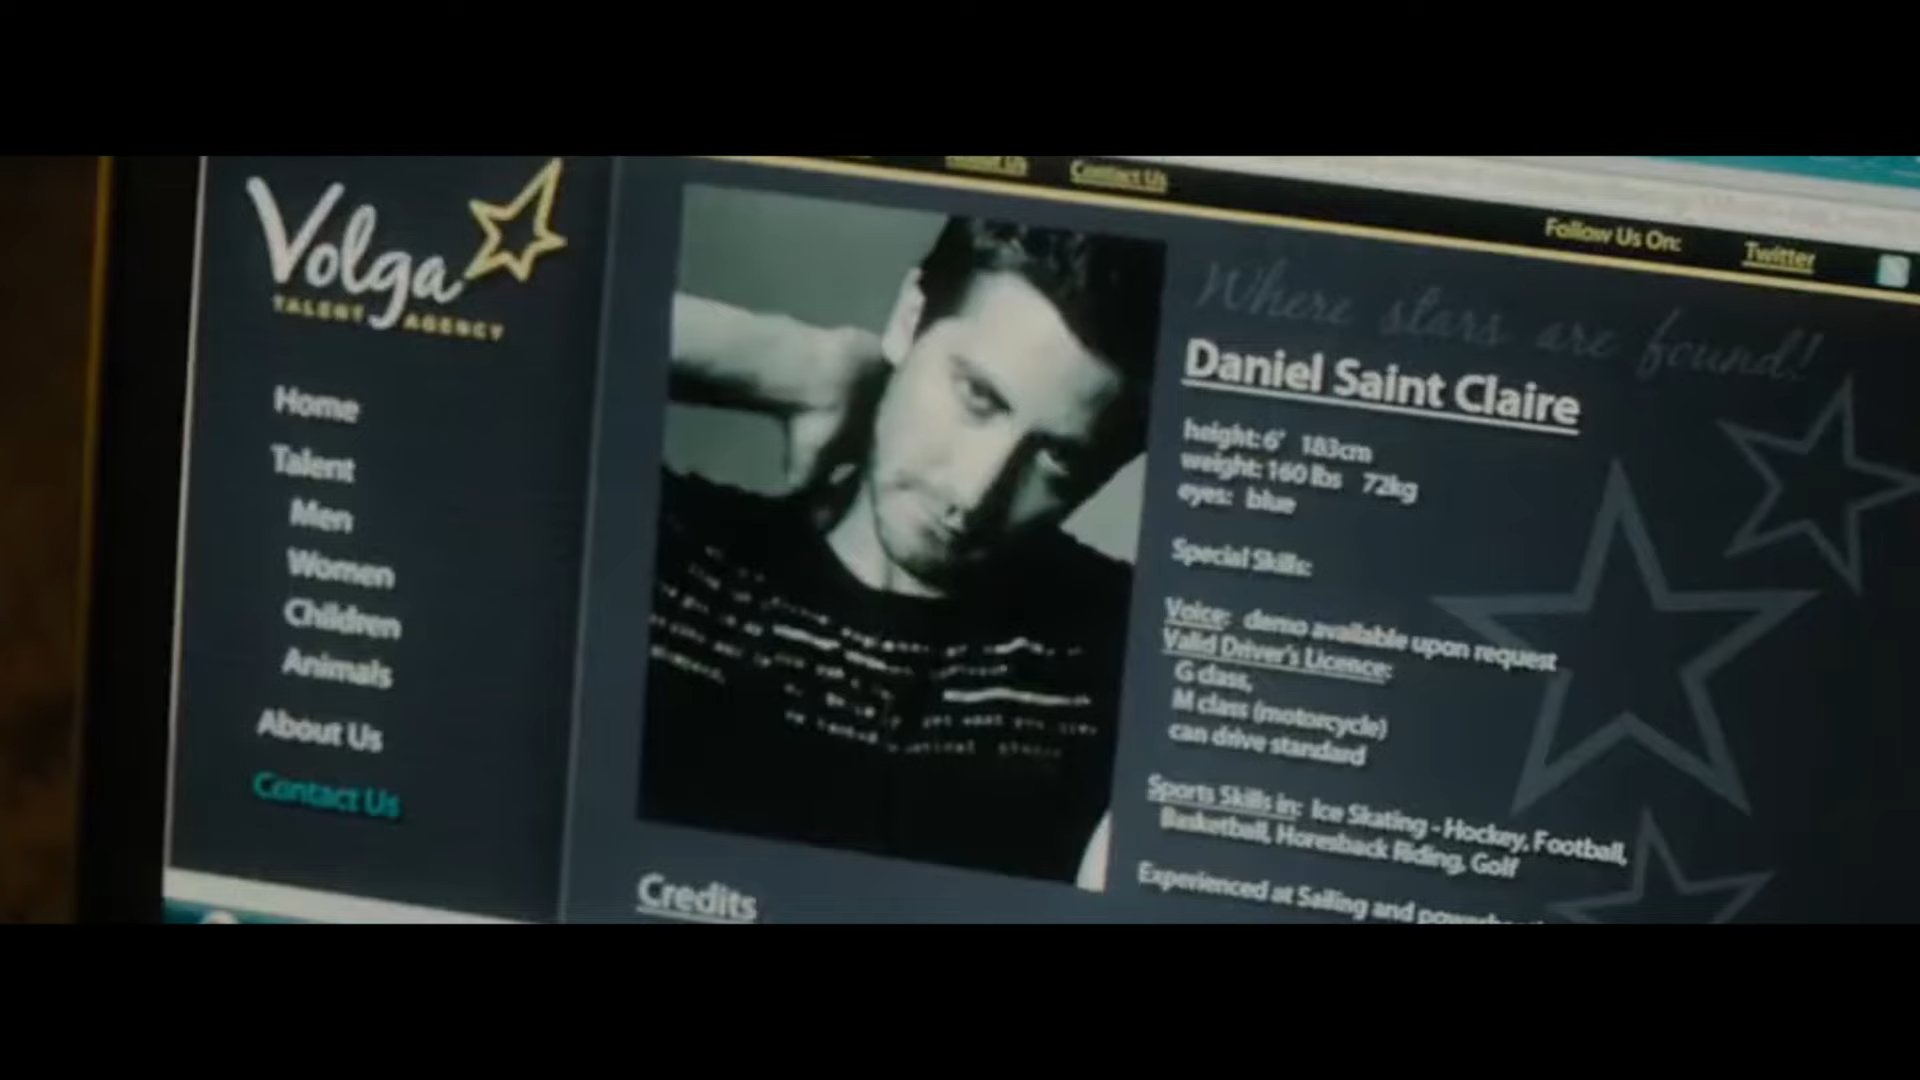 Volga
TALENT AGENCY
Home
Talent
Men
Women
Children
Animals
About Us
Contact Us
About Us
Contact Us
Follow Us On:
Twitter
Where stars are found!
Daniel Saint Claire
height: 6' 183cm
weight: 160 lbs 72kg
eyes: blue
Special Skills:
Voice: demo available upon request
Valid Driver's Licence:
G class,
M class (motorcycle)
can drive standard
Sports Skills in: Ice Skating - Hockey, Football,
Basketball, Horesback Riding, Golf
Experienced at Sailing and
Credits